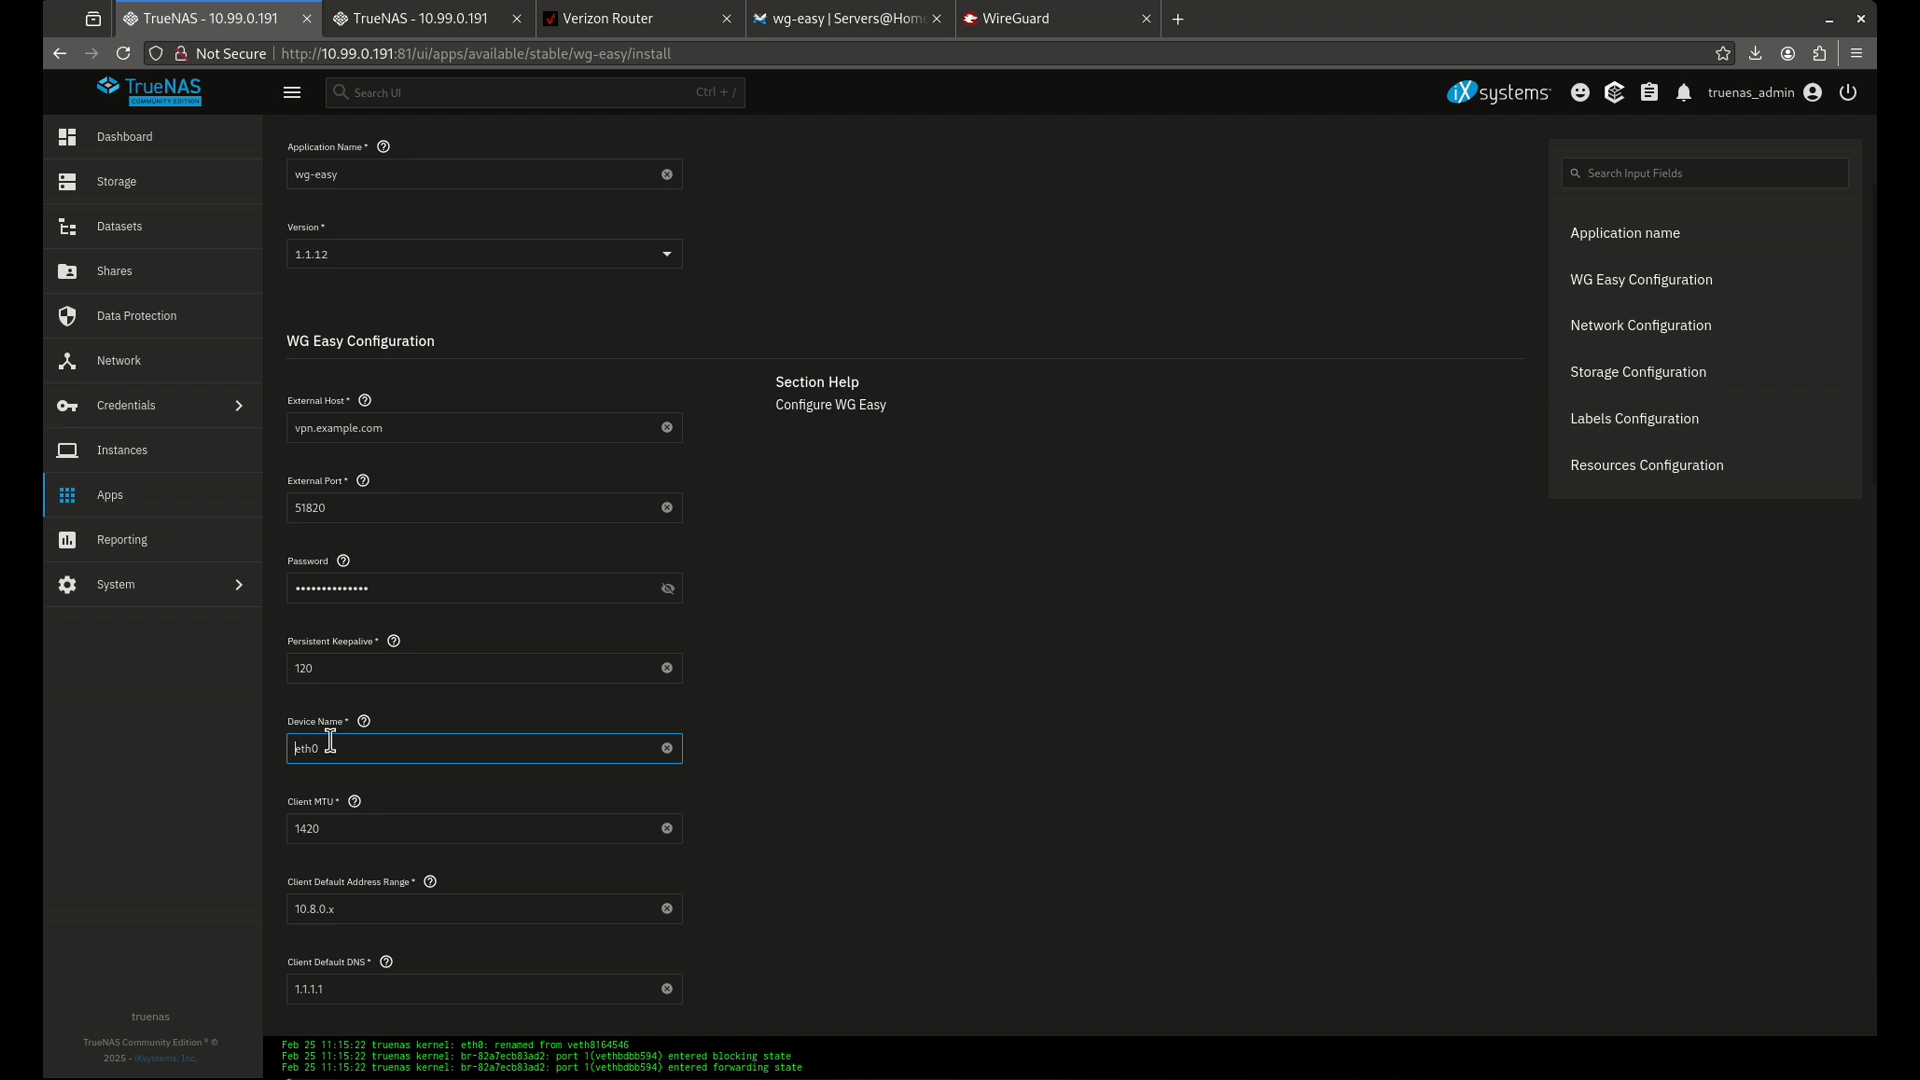 TrueNAS - 10.99.0.191
TrueNAS - 10.99.0.191
Verizon Router
wg-easy | Servers@Hom
WireGuard
Not Secure
http://10.99.0.191:81/ui/apps/available/stable/wg-easy/install
TrueNAS
COMMUNITY EDITION
Search UI
Ctrl + /
iXsystems
truenas_admin
Dashboard
Storage
Datasets
Shares
Data Protection
Network
Credentials
Instances
Apps
Reporting
System
truenas
TrueNAS Community Edition ® ©
2025 - iXsystems, Inc.
Application Name *
wg-easy
Version *
1.1.12
WG Easy Configuration
Section Help
Configure WG Easy
External Host *
vpn.example.com
External Port *
51820
Password
••••••••••••••
Persistent Keepalive *
120
Device Name *
eth0
Client MTU *
1420
Client Default Address Range *
10.8.0.x
Client Default DNS *
1.1.1.1
Search Input Fields
Application name
WG Easy Configuration
Network Configuration
Storage Configuration
Labels Configuration
Resources Configuration
Feb 25 11:15:22 truenas kernel: eth0: renamed from veth8164546
Feb 25 11:15:22 truenas kernel: br-82a7ecb83ad2: port 1(vethbdbb594) entered blocking state
Feb 25 11:15:22 truenas kernel: br-82a7ecb83ad2: port 1(vethbdbb594) entered forwarding state